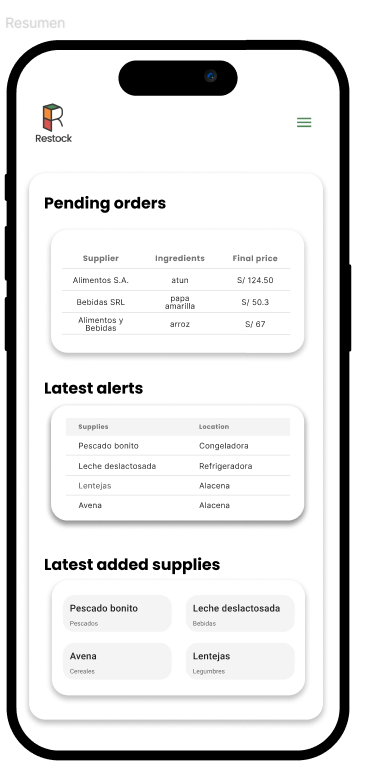 Resumen
Restock
Pending orders
Supplier Ingredients Final price
Alimentos S.A. atun S/ 124.50
Bebidas SRL papa amarilla S/ 50.3
Alimentos y Bebidas arroz S/ 67
Latest alerts
Supplies Location
Pescado bonito Congeladora
Leche deslactosada Refrigeradora
Lentejas Alacena
Avena Alacena
Latest added supplies
Pescado bonito Leche deslactosada
Pescados Bebidas
Avena Lentejas
Cereales Legumbres